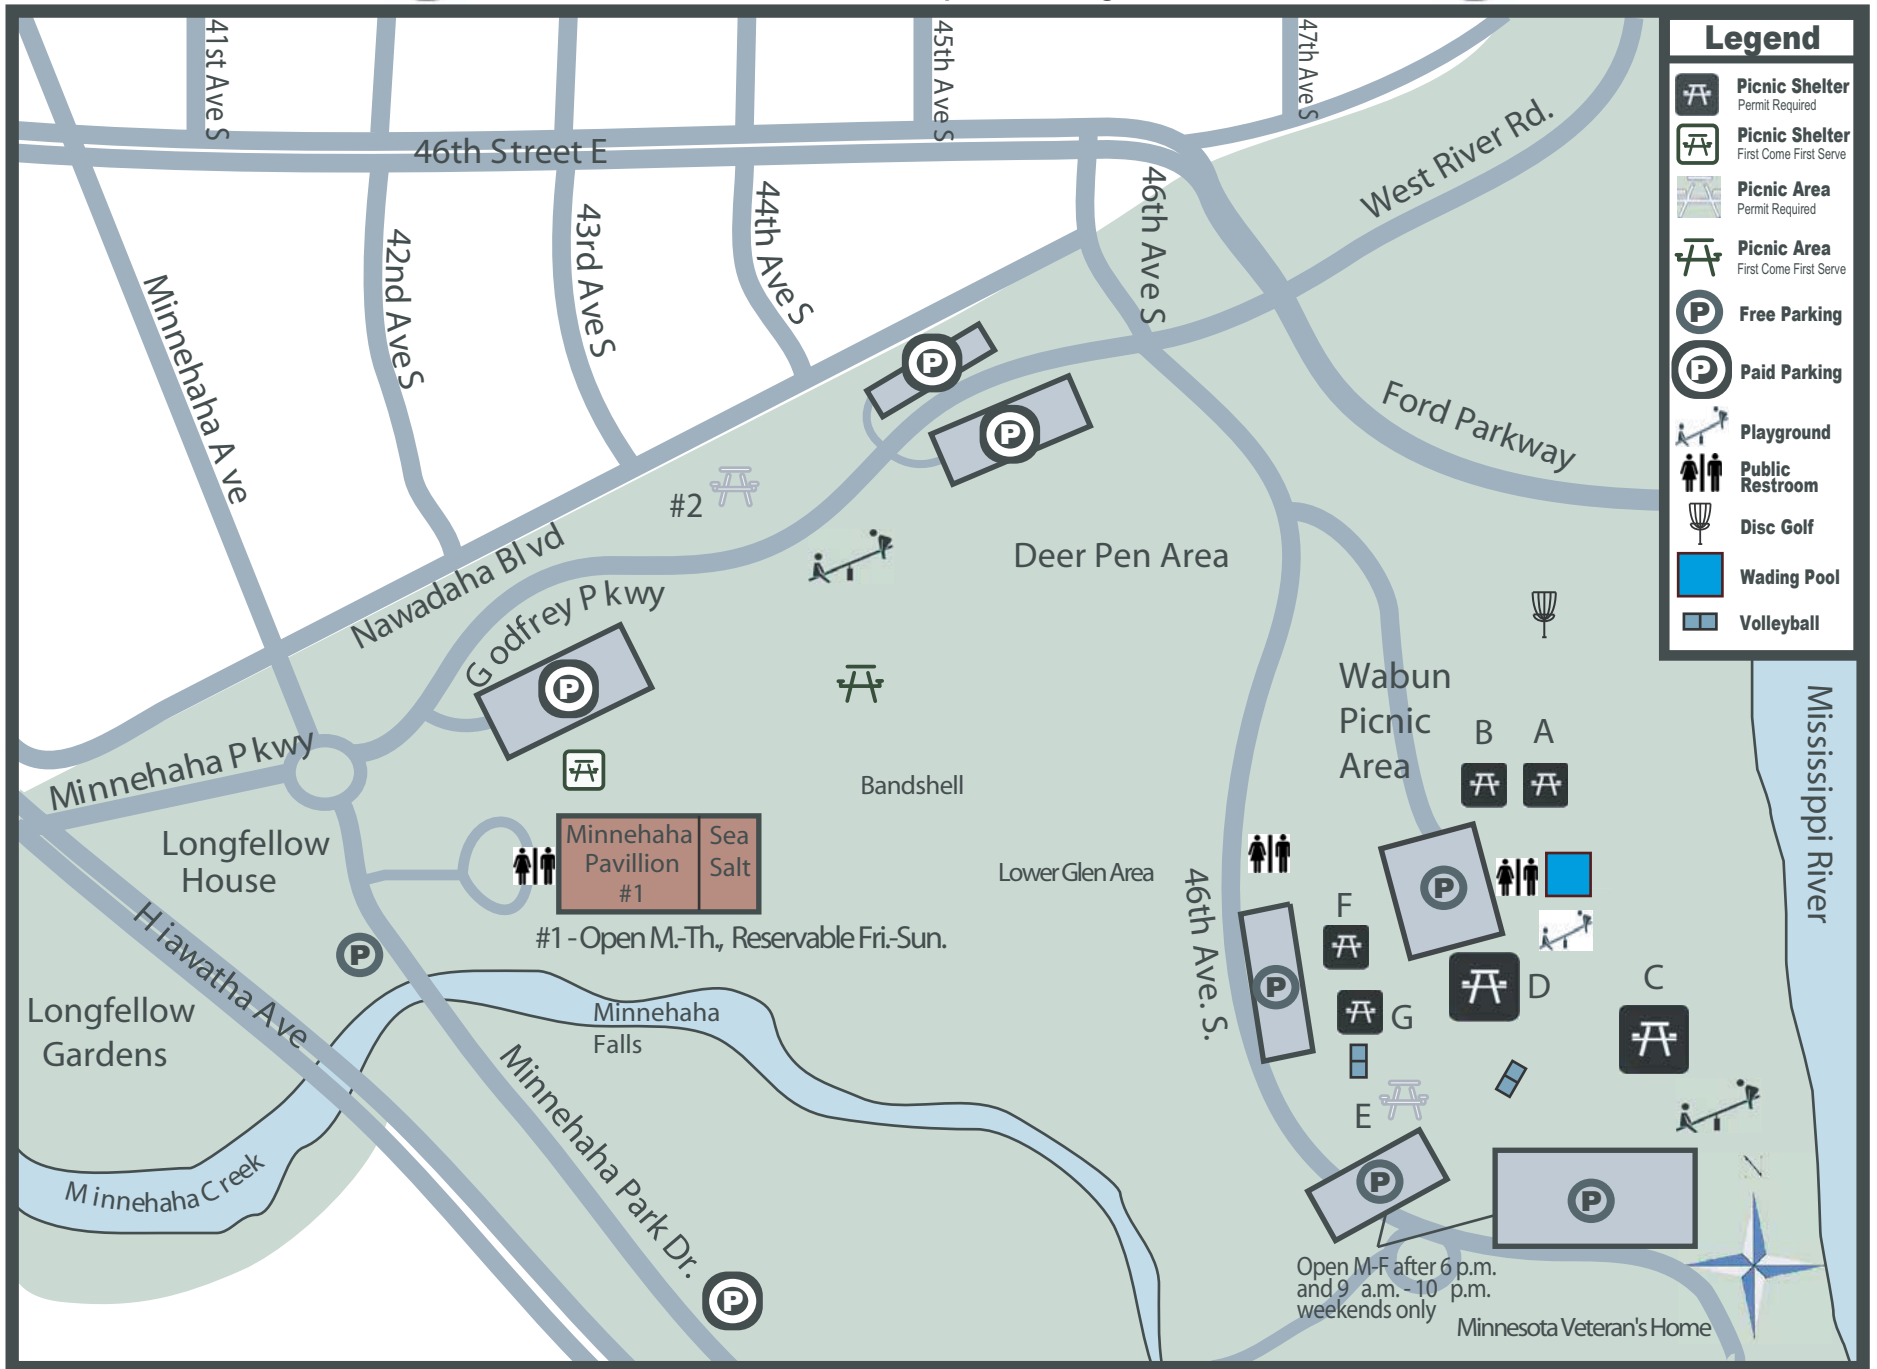 41st Ave S
45th Ave S
47th Ave S
46th Street E
42nd Ave S
43rd Ave S
44th Ave S
46th Ave S
West River Rd.
Minnehaha Ave
Ford Parkway
Nawadaha Blvd
Godfrey Pkwy
Minnehaha Pkwy
#2
P
P
P
Deer Pen Area
Wabun
Picnic
Area
B
A
Bandshell
Lower Glen Area
Longfellow
House
Minnehaha
Pavillion
#1
Sea
Salt
#1 - Open M.-Th., Reservable Fri.-Sun.
P
Hiawatha Ave
Longfellow
Gardens
Minnehaha
Falls
Minnehaha Creek
Minnehaha Park Dr.
P
46th Ave. S.
F
P
P
G
D
C
E
P
P
Open M-F after 6 p.m.
and 9 a.m. - 10 p.m.
weekends only
Minnesota Veteran's Home
N
Mississippi River
Legend
Picnic Shelter
Permit Required
Picnic Shelter
First Come First Serve
Picnic Area
Permit Required
Picnic Area
First Come First Serve
P
Free Parking
P
Paid Parking
Playground
Public
Restroom
Disc Golf
Wading Pool
Volleyball